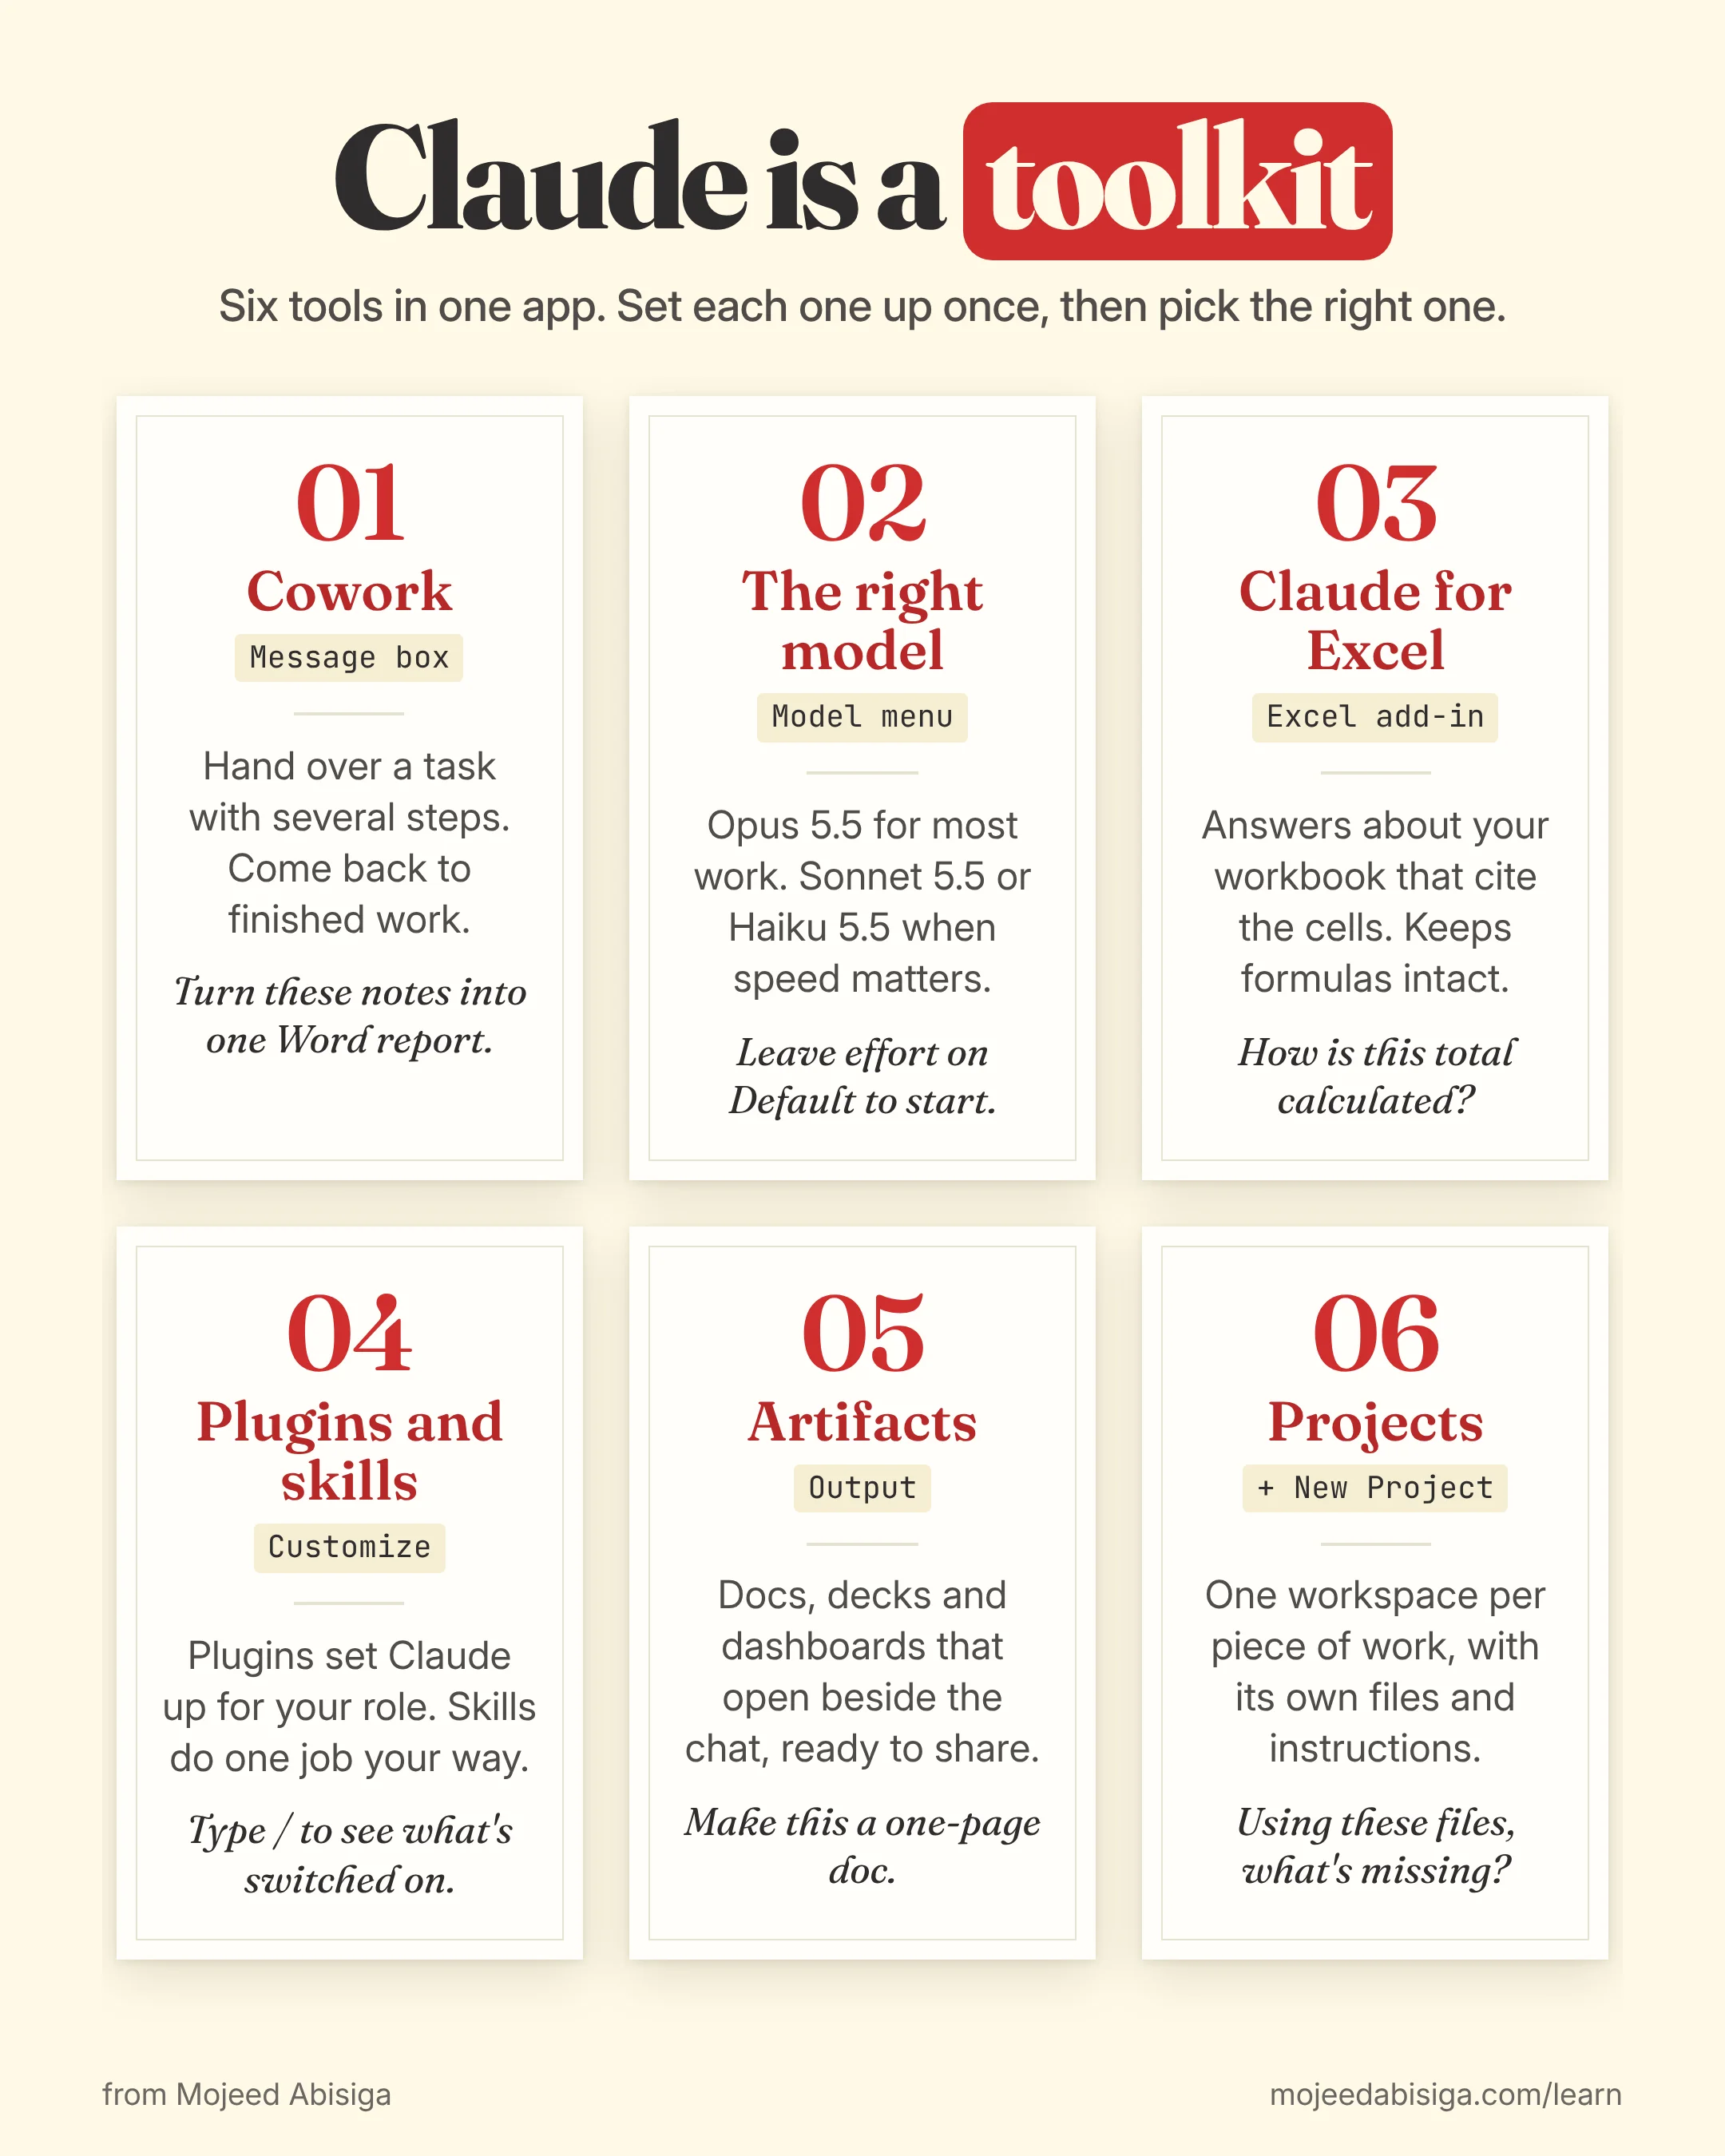 Claude is a toolkit
Six tools in one app. Set each one up once, then pick the right one.
01
Cowork
Message box
Hand over a task
with several steps.
Come back to
finished work.
Turn these notes into
one Word report.
02
The right
model
Model menu
Opus 5.5 for most
work. Sonnet 5.5 or
Haiku 5.5 when
speed matters.
Leave effort on
Default to start.
03
Claude for
Excel
Excel add-in
Answers about your
workbook that cite
the cells. Keeps
formulas intact.
How is this total
calculated?
04
Plugins and
skills
Customize
Plugins set Claude
up for your role. Skills
do one job your way.
Type / to see what's
switched on.
05
Artifacts
Output
Docs, decks and
dashboards that
open beside the
chat, ready to share.
Make this a one-page
doc.
06
Projects
+ New Project
One workspace per
piece of work, with
its own files and
instructions.
Using these files,
what's missing?
from Mojeed Abisiga
mojeedabisiga.com/learn